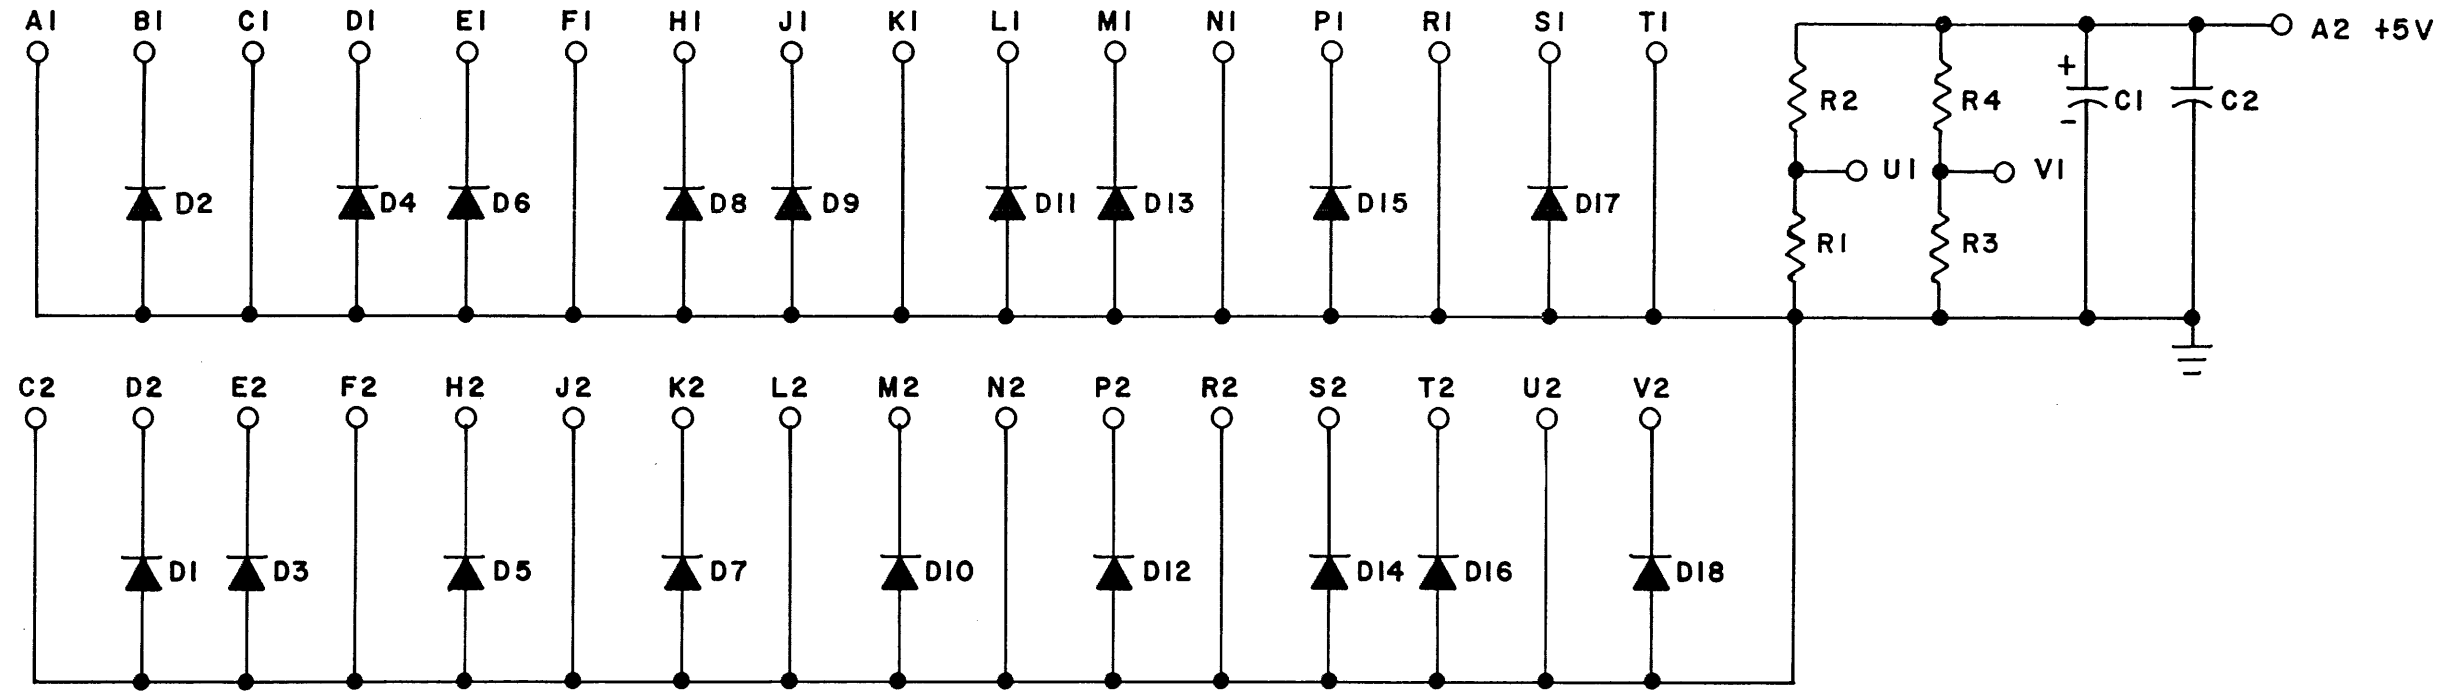 A1 B1 C1 D1 E1 F1 H1 J1 K1 L1 M1 N1 P1 R1 S1 T1
A2 +5V
+
R2 R4 C1 C2
-
U1 V1
D2 D4 D6 D8 D9 D11 D13 D15 D17
R1 R3
C2 D2 E2 F2 H2 J2 K2 L2 M2 N2 P2 R2 S2 T2 U2 V2
D1 D3 D5 D7 D10 D12 D14 D16 D18